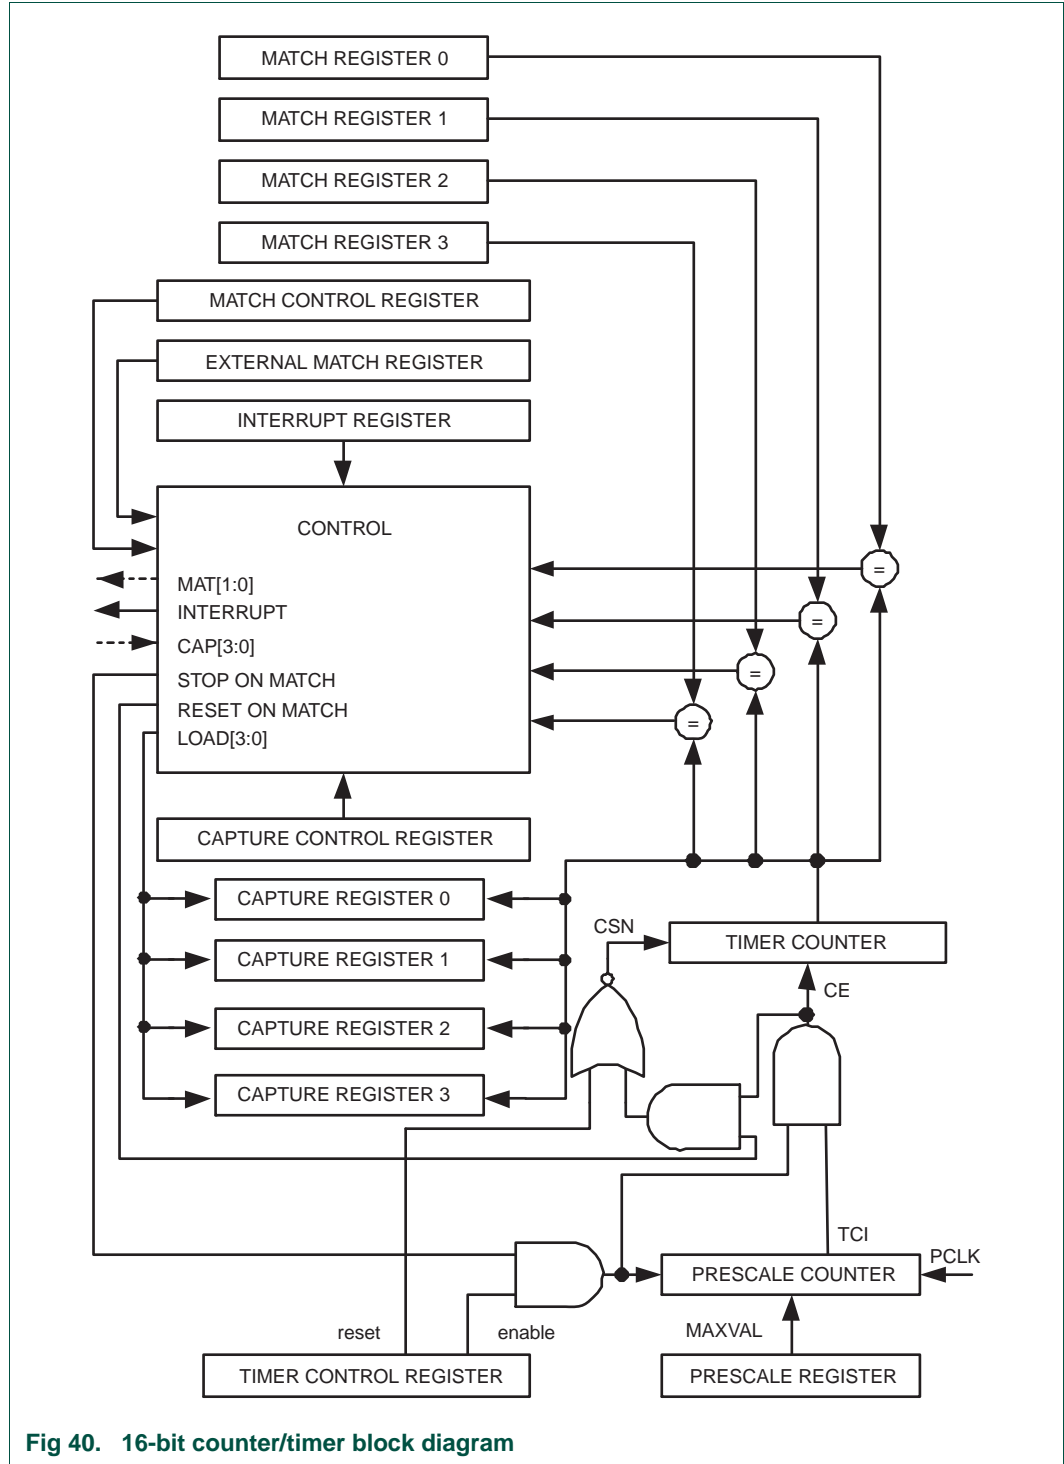 MATCH REGISTER 0
MATCH REGISTER 1
MATCH REGISTER 2
MATCH REGISTER 3
MATCH CONTROL REGISTER
EXTERNAL MATCH REGISTER
INTERRUPT REGISTER
CONTROL
=
=
=
=
MAT[1:0]
INTERRUPT
CAP[3:0]
STOP ON MATCH
RESET ON MATCH
LOAD[3:0]
CAPTURE CONTROL REGISTER
CAPTURE REGISTER 0
CAPTURE REGISTER 1
CAPTURE REGISTER 2
CAPTURE REGISTER 3
CSN
TIMER COUNTER
CE
TCI
PCLK
PRESCALE COUNTER
reset
enable
MAXVAL
TIMER CONTROL REGISTER
PRESCALE REGISTER
Fig 40. 16-bit counter/timer block diagram